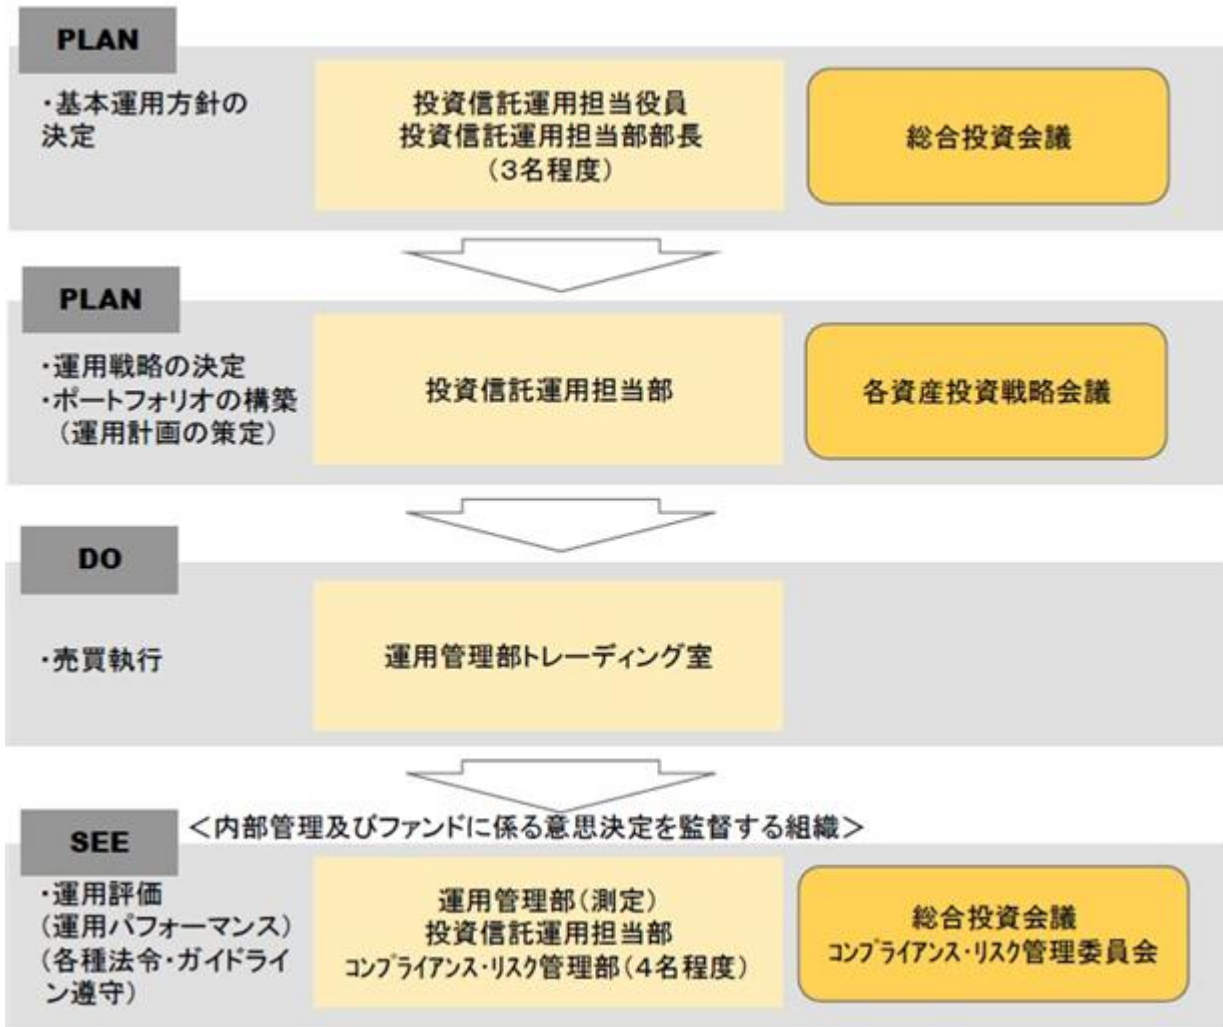 PLAN
・基本運用方針の
決定
投資信託運用担当役員
投資信託運用担当部部長
(3名程度)
総合投資会議
PLAN
・運用戦略の決定
・ポートフォリオの構築
(運用計画の策定)
投資信託運用担当部
各資産投資戦略会議
DO
・売買執行
運用管理部トレーディング室
SEE
<内部管理及びファンドに係る意思決定を監督する組織>
・運用評価
(運用パフォーマンス)
(各種法令・ガイドライ
ン遵守)
運用管理部(測定)
投資信託運用担当部
コンプライアンス・リスク管理部(4名程度)
総合投資会議
コンプライアンス・リスク管理委員会